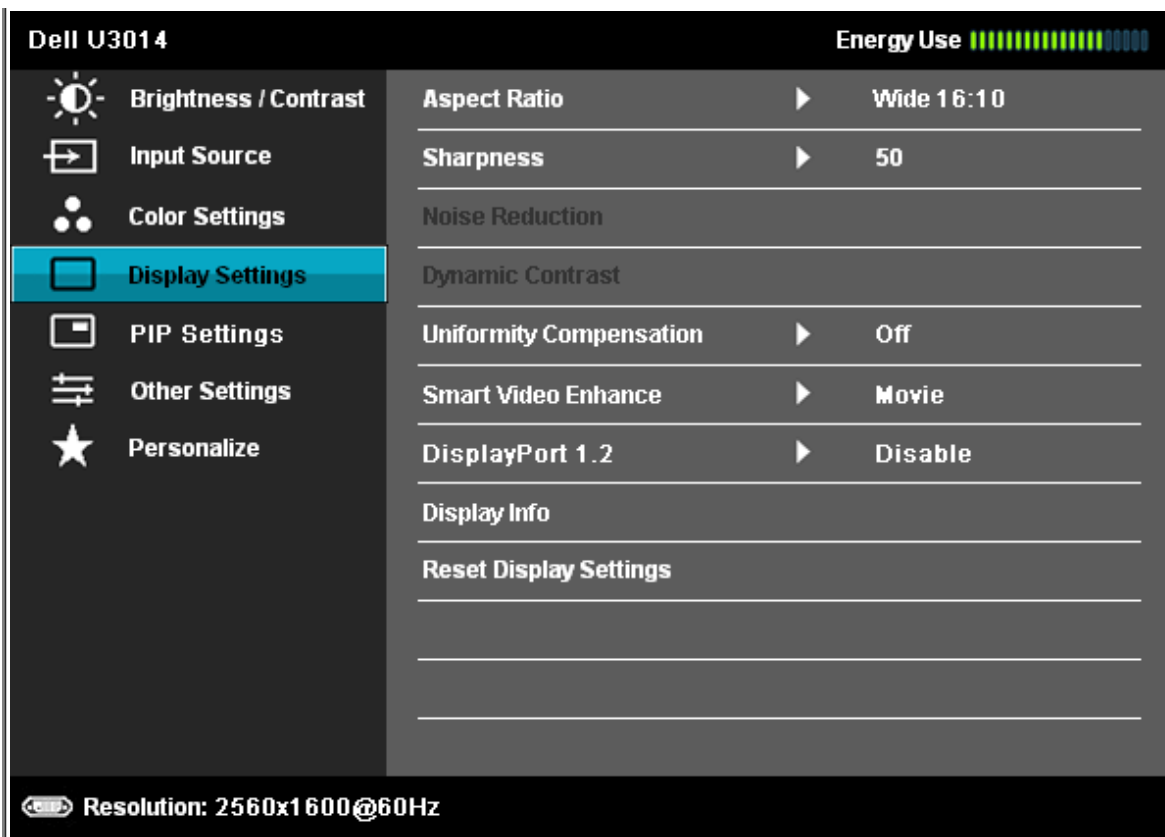 Dell U3014 Energy Use
Brightness / Contrast Aspect Ratio Wide 16:10
Input Source Sharpness 50
Color Settings Noise Reduction
Display Settings Dynamic Contrast
PIP Settings Uniformity Compensation Off
Other Settings Smart Video Enhance Movie
Personalize DisplayPort 1.2 Disable
Display Info
Reset Display Settings
Resolution: 2560x1600@60Hz